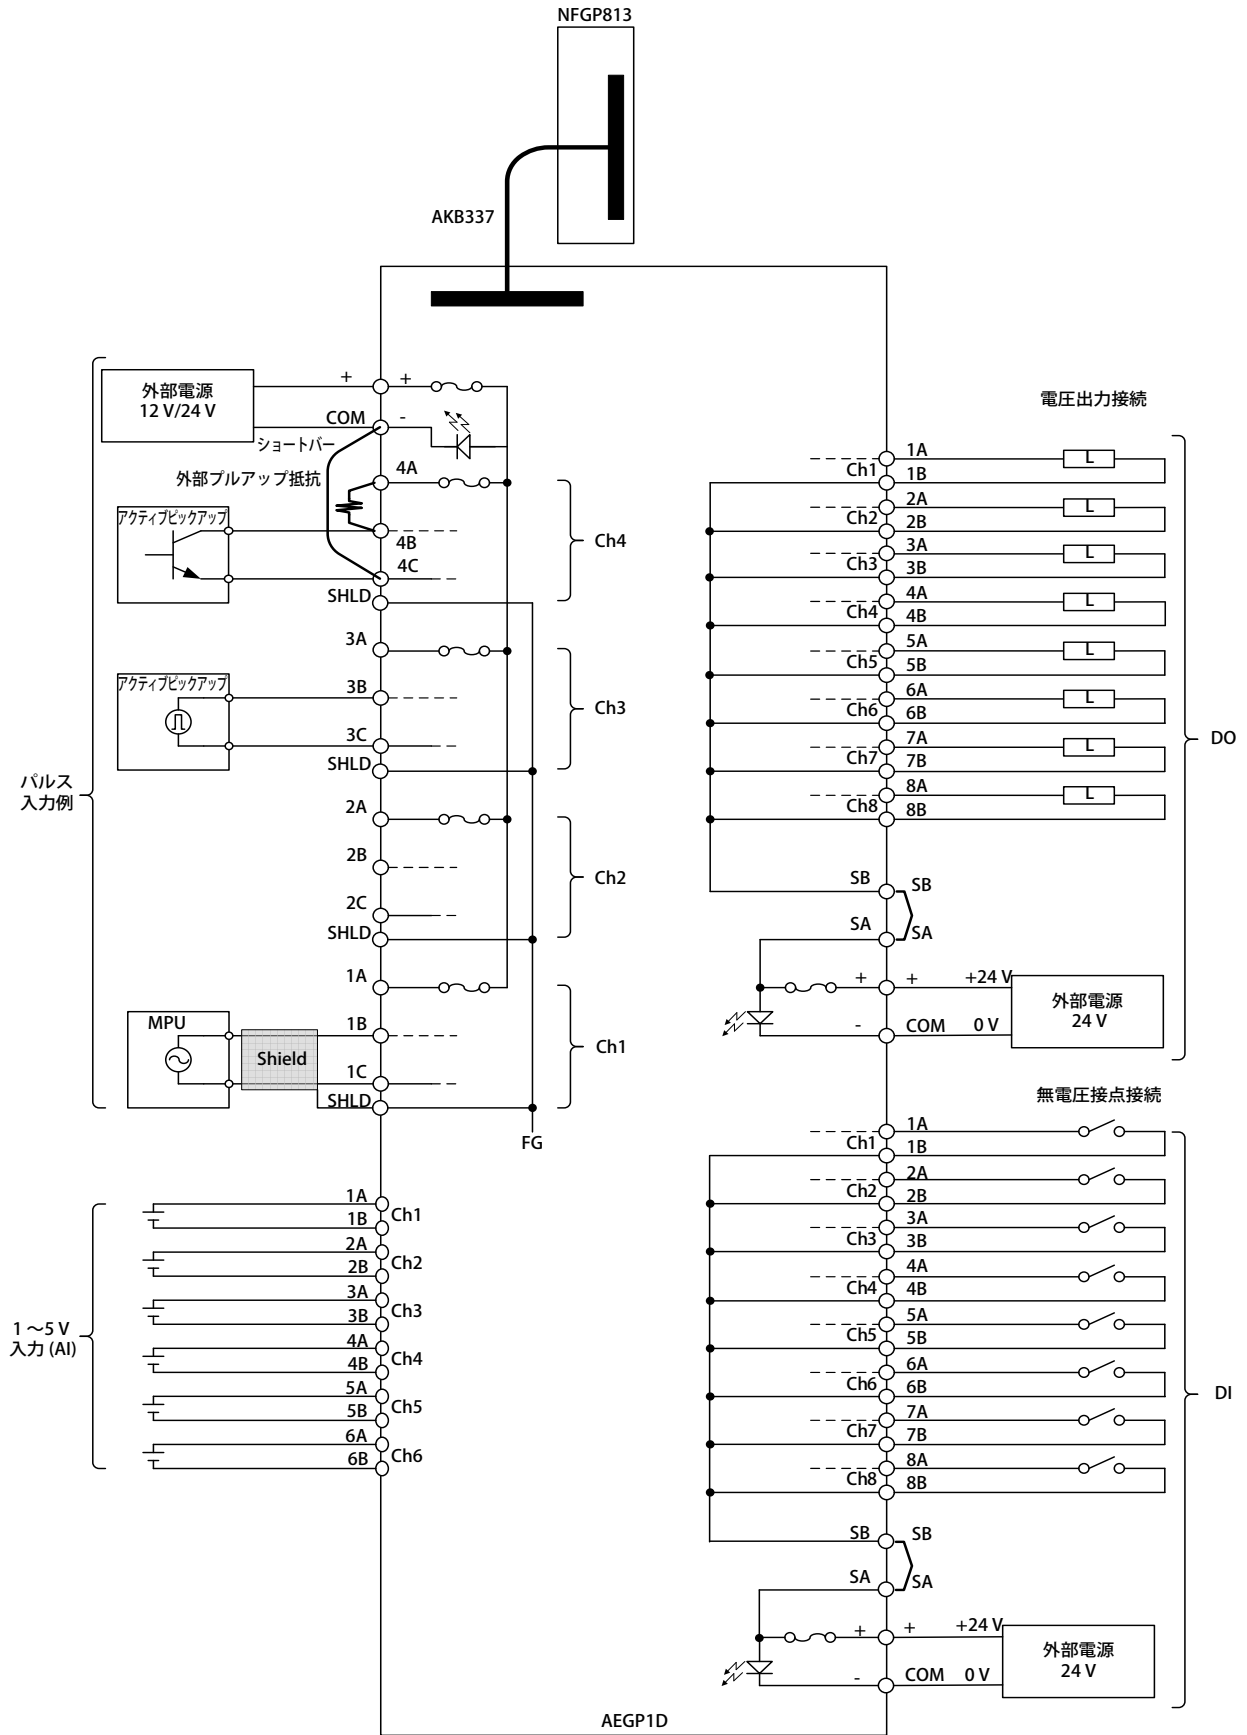 NFGP813
AKB337
外部電源
12 V/24 V
+
+
COM
-
ショートバー
外部プルアップ抵抗
4A
アクティブピックアップ
4B
4C
SHLD
Ch4
3A
アクティブピックアップ
3B
3C
SHLD
Ch3
パルス
入力例
2A
2B
2C
SHLD
Ch2
1A
MPU
1B
Shield
1C
SHLD
Ch1
FG
1A
1B
Ch1
2A
2B
Ch2
3A
3B
Ch3
1 ～5 V
入力 (AI)
4A
4B
Ch4
5A
5B
Ch5
6A
6B
Ch6
電圧出力接続
Ch1
1A
1B
L
Ch2
2A
2B
L
Ch3
3A
3B
L
Ch4
4A
4B
L
Ch5
5A
5B
L
Ch6
6A
6B
L
Ch7
7A
7B
L
Ch8
8A
8B
L
DO
SB
SB
SA
SA
+
+
+24 V
-
COM
0 V
外部電源
24 V
無電圧接点接続
Ch1
1A
1B
Ch2
2A
2B
Ch3
3A
3B
Ch4
4A
4B
Ch5
5A
5B
Ch6
6A
6B
Ch7
7A
7B
Ch8
8A
8B
DI
SB
SB
SA
SA
+
+
+24 V
-
COM
0 V
外部電源
24 V
AEGP1D